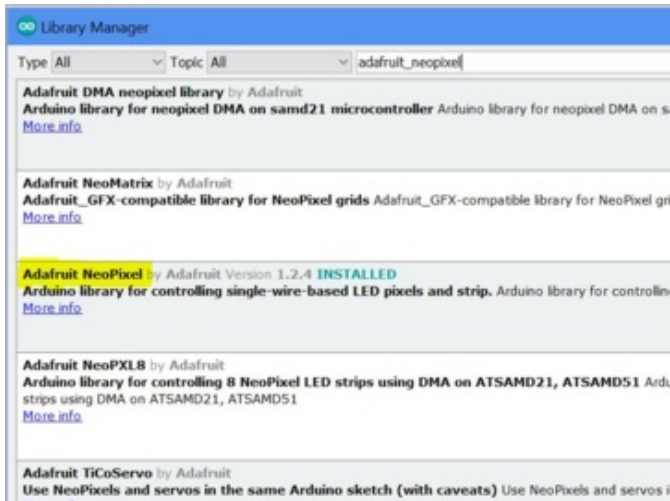 Library Manager
Type All Topic All adafruit_neopixel
Adafruit DMA neopixel library by Adafruit
Arduino library for neopixel DMA on samd21 microcontroller Arduino library for neopixel DMA on
More info
Adafruit NeoMatrix by Adafruit
Adafruit_GFX-compatible library for NeoPixel grids Adafruit_GFX-compatible library for NeoPixel
More info
Adafruit NeoPixel by Adafruit Version 1.2.4 INSTALLED
Arduino library for controlling single-wire-based LED pixels and strip. Arduino library for
More info
Adafruit NeoPXL8 by Adafruit
Arduino library for controlling 8 NeoPixel LED strips using DMA on ATSAMD21, ATSAMD51
strips using DMA on ATSAMD21, ATSAMD51
More info
Adafruit TiCoServo by Adafruit
Use NeoPixels and servos in the same Arduino sketch (with caveats) Use NeoPixels and servos